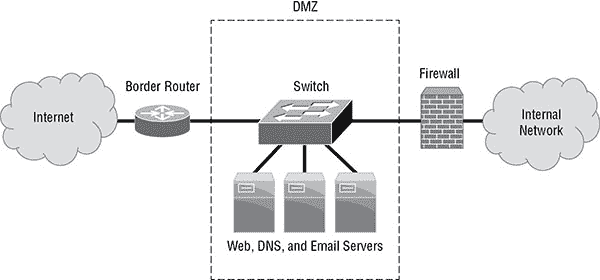 DMZ
Border Router
Switch
Firewall
Internet
Internal
Network
Web, DNS, and Email Servers